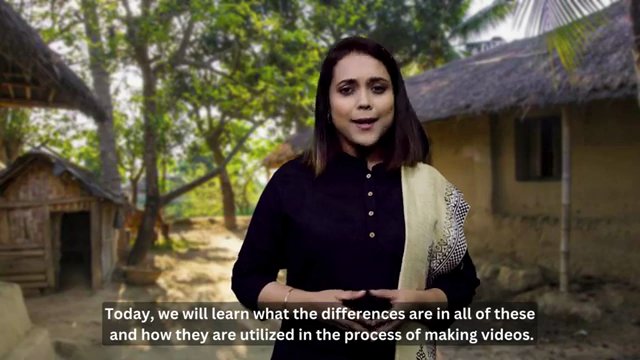 Today, we will learn what the differences are in all of these
and how they are utilized in the process of making videos.